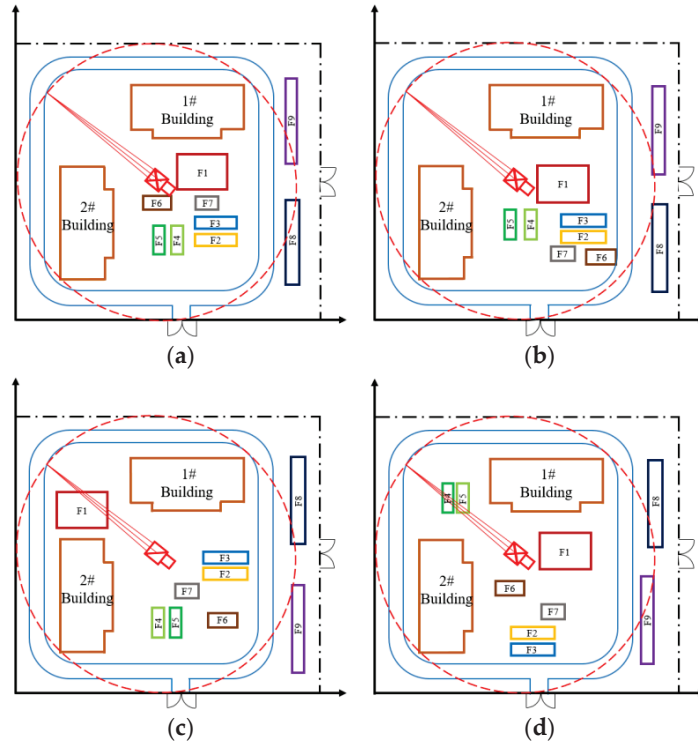 1#
Building
F9
F1
2#
Building
F6
F7
F3
F5
F4
F2
F8
(a)
1#
Building
F9
F1
2#
Building
F5
F4
F3
F2
F7
F6
F8
(b)
1#
Building
F8
F1
F3
2#
Building
F2
F7
F4
F5
F6
F9
(c)
1#
Building
F4
F5
F8
F1
2#
Building
F6
F7
F2
F3
F9
(d)